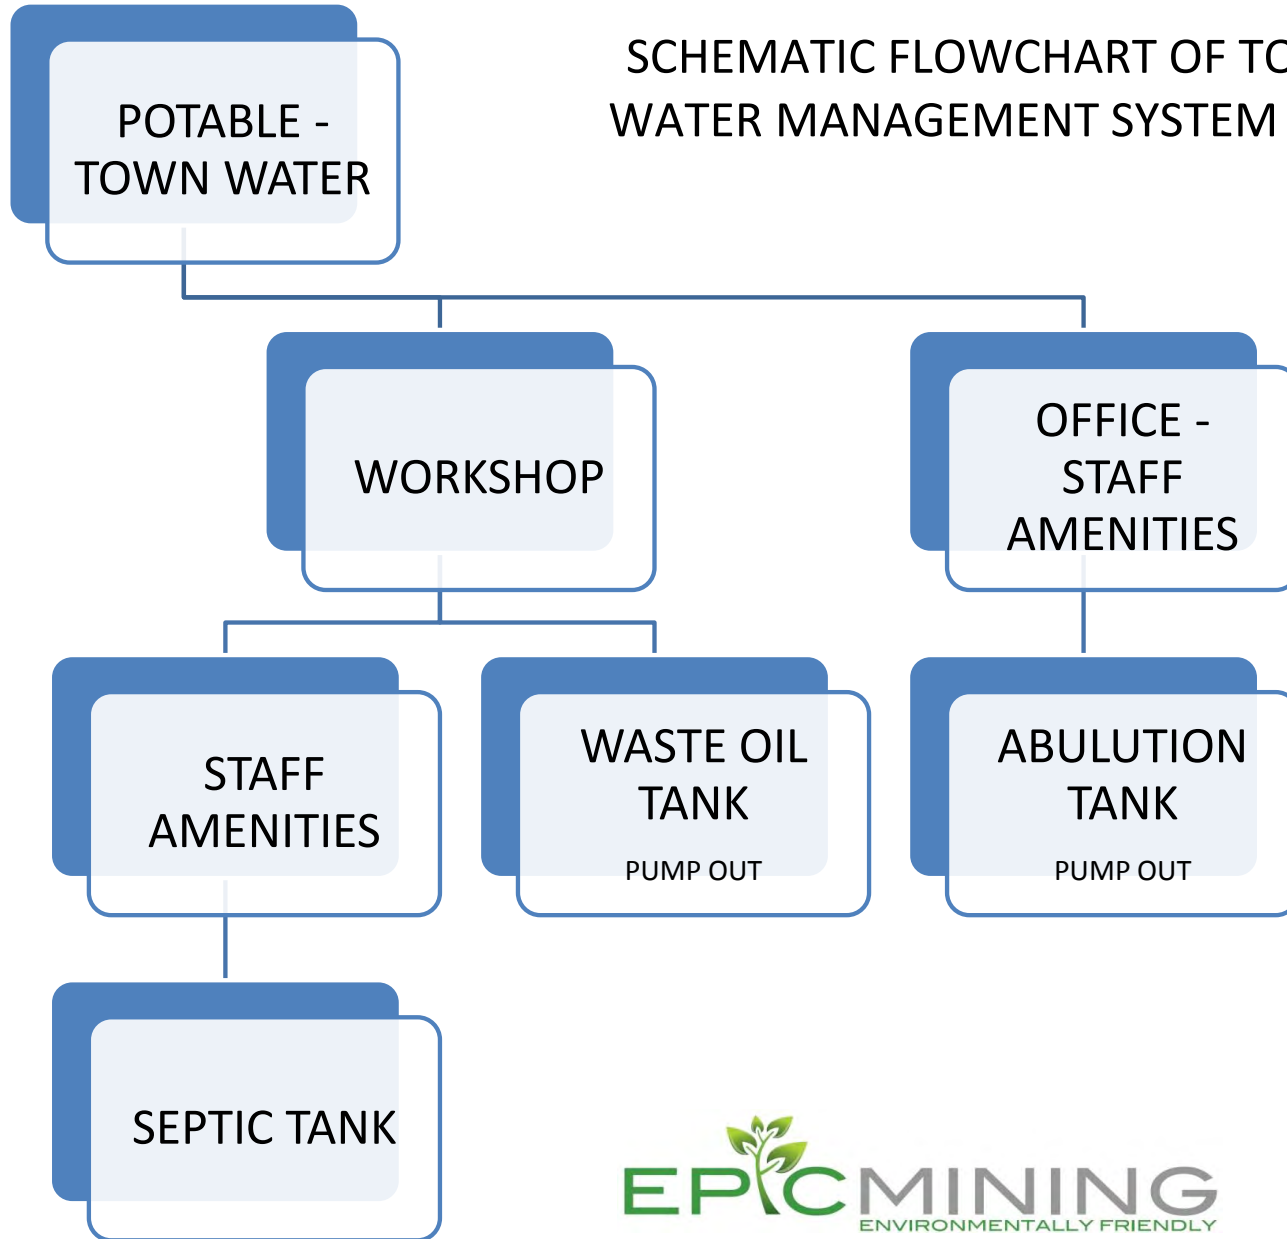 SCHEMATIC FLOWCHART OF
WATER MANAGEMENT SYSTEM
POTABLE -
TOWN WATER
WORKSHOP
OFFICE -
STAFF
AMENITIES
STAFF
AMENITIES
WASTE OIL
TANK
PUMP OUT
ABULUTION
TANK
PUMP OUT
SEPTIC TANK
EPICMINING
ENVIRONMENTALLY FRIENDLY